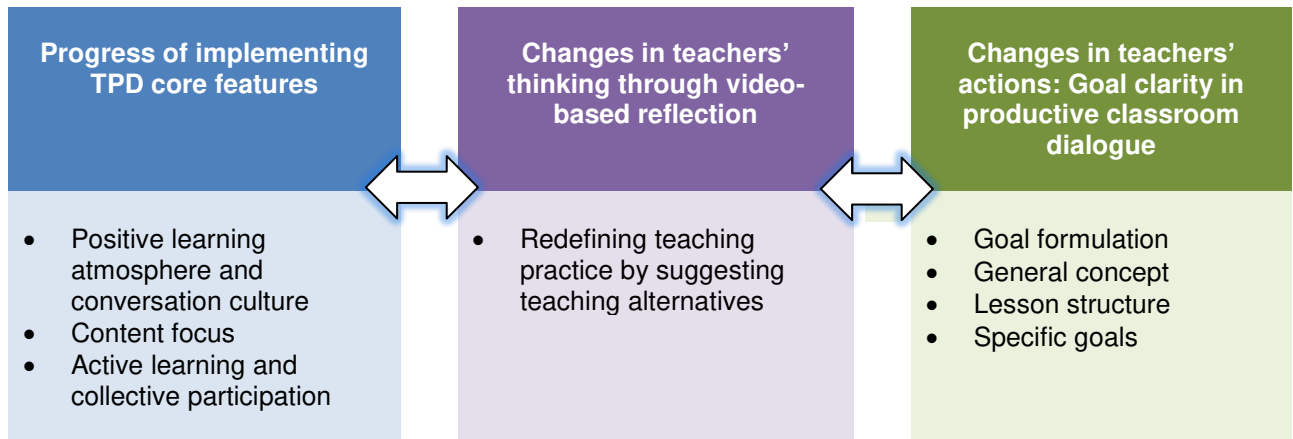 Progress of implementing
TPD core features
• Positive learning
atmosphere and
conversation culture
• Content focus
• Active learning and
collective participation
Changes in teachers’
thinking through video-
based reflection
• Redefining teaching
practice by suggesting
teaching alternatives
Changes in teachers’
actions: Goal clarity in
productive classroom
dialogue
• Goal formulation
• General concept
• Lesson structure
• Specific goals